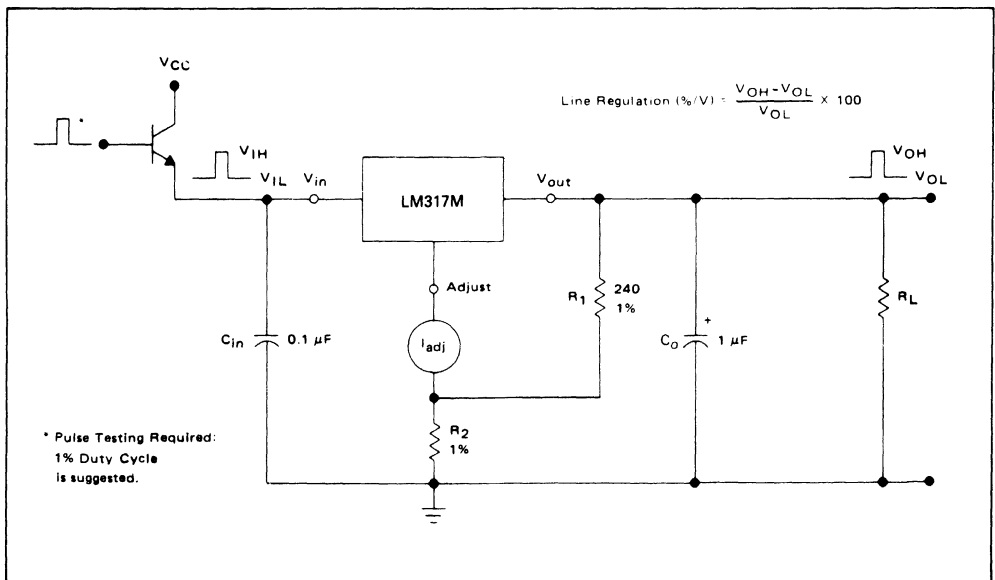 VCC
Line Regulation (%/V) = VOH-VOL / VOL × 100
*
VIH
VIL
Vin
LM317M
Vout
VOH
VOL
Adjust
R1
240
1%
RL
Cin
0.1 µF
Iadj
+
CO
1 µF
R2
1%
* Pulse Testing Required:
1% Duty Cycle
is suggested.